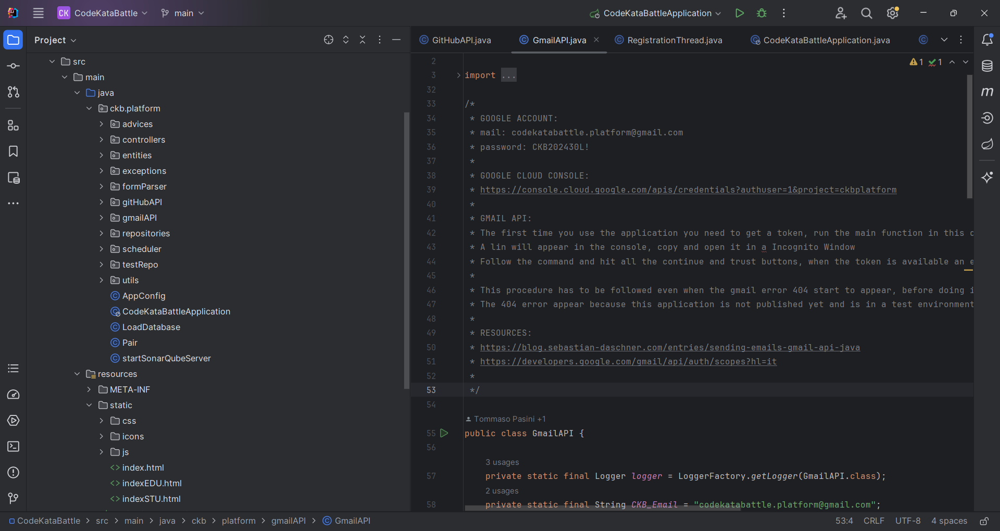 CK CodeKataBattle main CodeKataBattleApplication
Project
src
main
java
ckb.platform
advices
controllers
entities
exceptions
formParser
gitHubAPI
gmailAPI
repositories
scheduler
testRepo
utils
AppConfig
CodeKataBattleApplication
LoadDatabase
Pair
startSonarQubeServer
resources
META-INF
static
css
icons
js
index.html
indexEDU.html
indexSTU.html
GitHubAPI.java GmailAPI.java RegistrationThread.java CodeKataBattleApplication.java
1 1
2
3 import ...
32
33 /*
34 * GOOGLE ACCOUNT:
35 * mail: codekatabattle.platform@gmail.com
36 * password: CKB202430L!
37 *
38 * GOOGLE CLOUD CONSOLE:
39 * https://console.cloud.google.com/apis/credentials?authuser=1&project=ckbplatform
40 *
41 * GMAIL API:
42 * The first time you use the application you need to get a token, run the main function in this c
43 * A lin will appear in the console, copy and open it in a Incognito Window
44 * Follow the command and hit all the continue and trust buttons, when the token is available an e
45 *
46 * This procedure has to be followed even when the gmail error 404 start to appear, before doing i
47 * The 404 error appear because this application is not published yet and is in a test environment
48 *
49 * RESOURCES:
50 * https://blog.sebastian-daschner.com/entries/sending-emails-gmail-api-java
51 * https://developers.google.com/gmail/api/auth/scopes?hl=it
52 *
53 */
54
Tommaso Pasini +1
55 public class GmailAPI {
56
3 usages
57 private static final Logger logger = LoggerFactory.getLogger(GmailAPI.class);
2 usages
58 private static final String CKB_Email = "codekatabattle.platform@gmail.com";
CodeKataBattle > src > main > java > ckb > platform > gmailAPI > GmailAPI
53:4 CRLF UTF-8 4 spaces